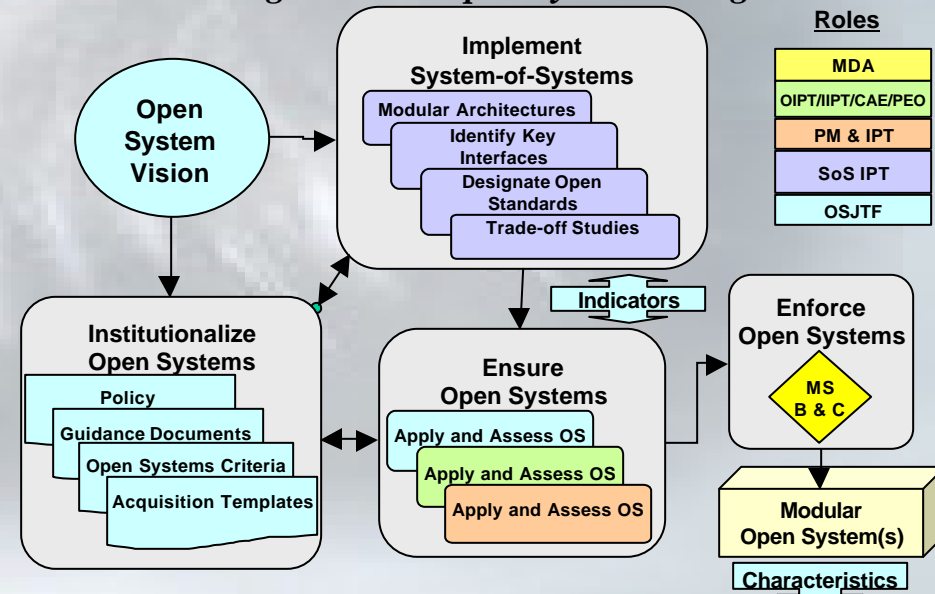 Roles
MDA
OIPT/IIPT/CAE/PEO
PM & IPT
SoS IPT
OSJTF
Open
System
Vision
Implement
System-of-Systems
Modular Architectures
Identify Key
Interfaces
Designate Open
Standards
Trade-off Studies
Indicators
Institutionalize
Open Systems
Policy
Guidance Documents
Open Systems Criteria
Acquisition Templates
Ensure
Open Systems
Apply and Assess OS
Apply and Assess OS
Apply and Assess OS
Enforce
Open Systems
MS
B & C
Modular
Open System(s)
Characteristics